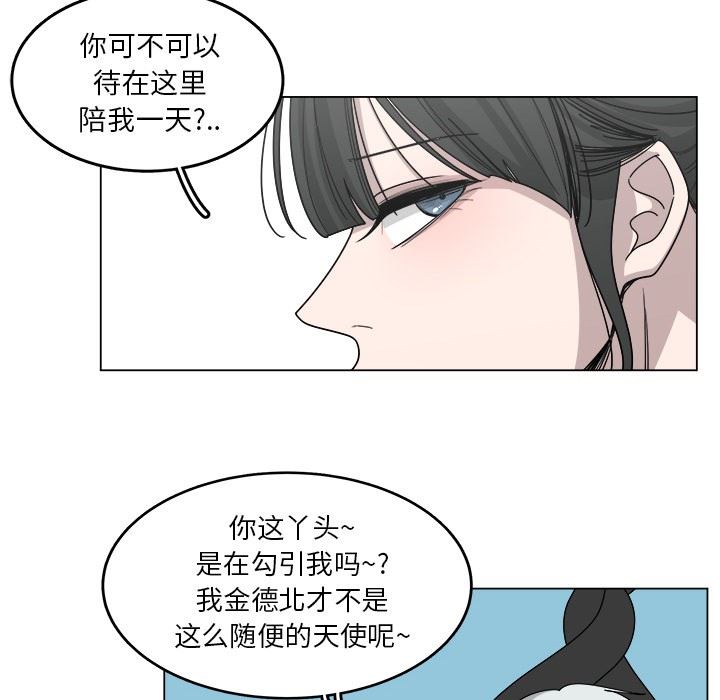 你可不可以
待在这里
陪我一天?..
你这丫头~
是在勾引我吗~?
我金德北才不是
这么随便的天使呢~